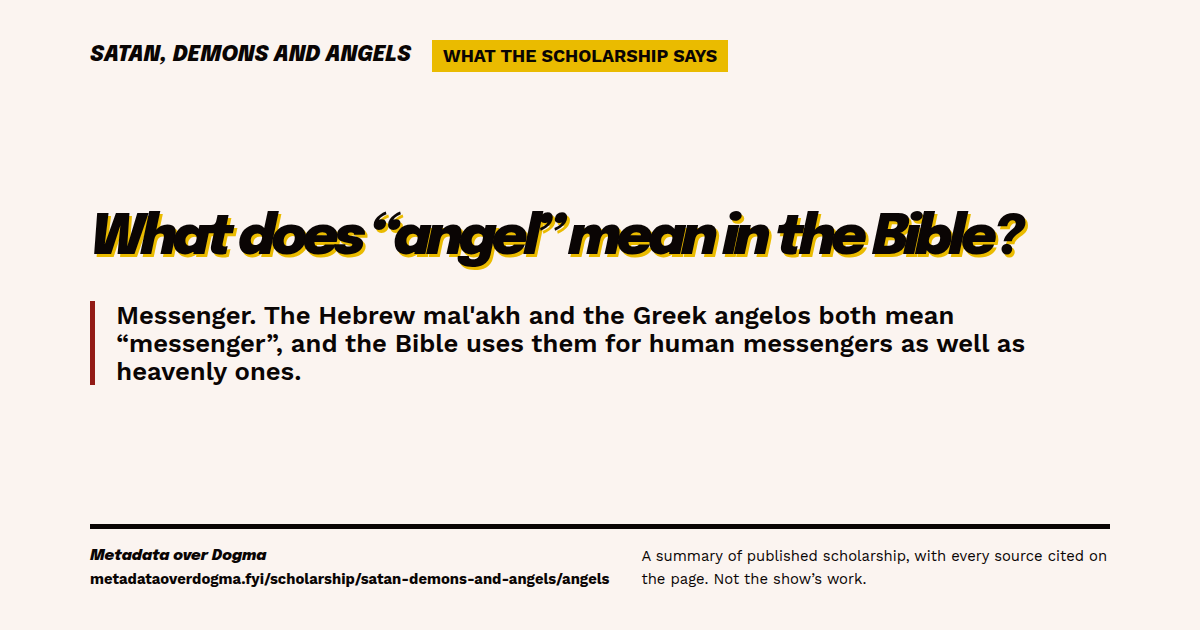 SATAN, DEMONS AND ANGELS
WHAT THE SCHOLARSHIP SAYS
What does “angel” mean in the Bible?
Messenger. The Hebrew mal'akh and the Greek angelos both mean
“messenger”, and the Bible uses them for human messengers as well as
heavenly ones.
Metadata over Dogma
metadataoverdogma.fyi/scholarship/satan-demons-and-angels/angels
A summary of published scholarship, with every source cited on
the page. Not the show’s work.